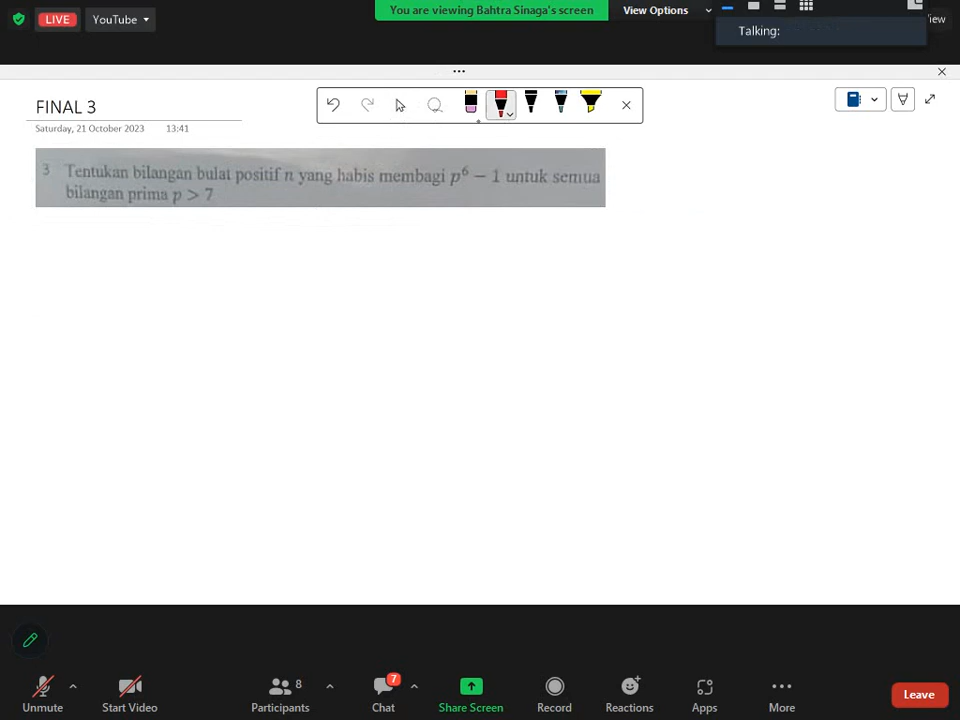 LIVE
YouTube
You are viewing Bahtra Sinaga's screen
View Options
Talking:
iew
FINAL 3
Saturday, 21 October 2023 13:41
3 Tentukan bilangan bulat positif n yang habis membagi p⁶ − 1 untuk semua
bilangan prima p > 7
Unmute
Start Video
8
Participants
7
Chat
Share Screen
Record
Reactions
Apps
More
Leave